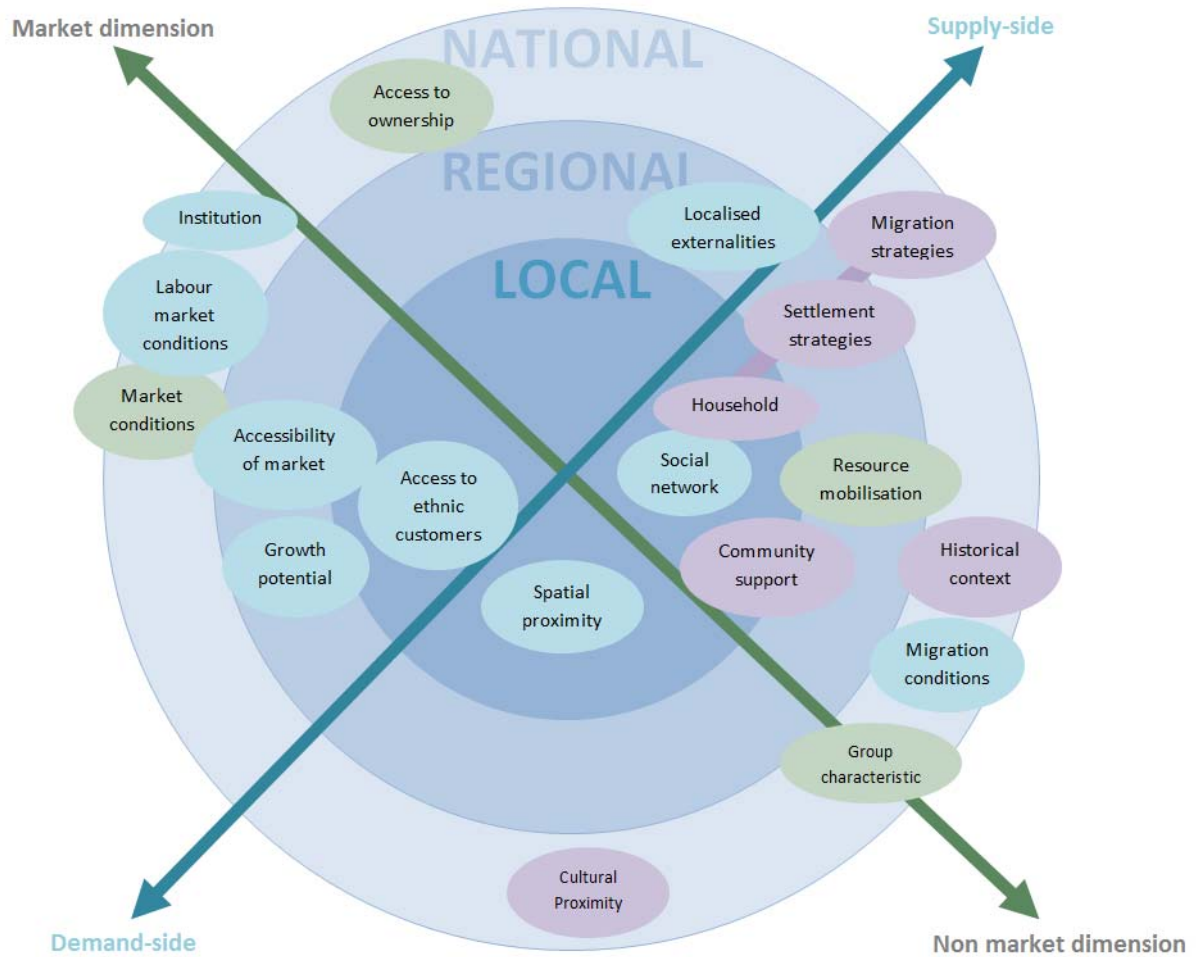 Market dimension
Supply-side
NATIONAL
Access to
ownership
REGIONAL
Institution
Localised
externalities
Migration
strategies
LOCAL
Labour
market
conditions
Settlement
strategies
Market
conditions
Household
Accessibility
of market
Access to
ethnic
customers
Social
network
Resource
mobilisation
Growth
potential
Community
support
Historical
context
Spatial
proximity
Migration
conditions
Group
characteristic
Cultural
Proximity
Demand-side
Non market dimension